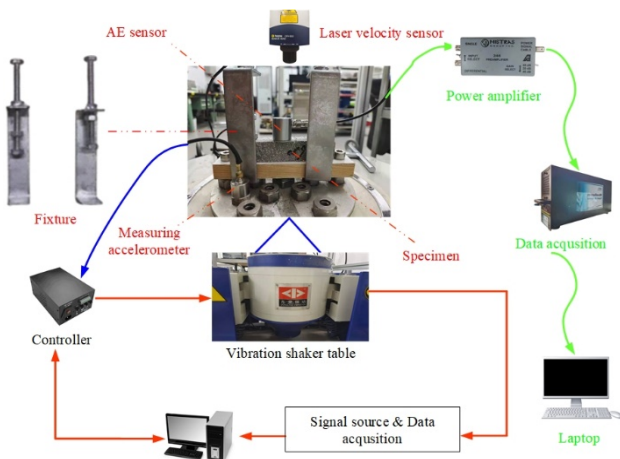 AE sensor
Laser velocity sensor
Power amplifier
Fixture
Measuring
accelerometer
Specimen
Data acqusition
Controller
Vibration shaker table
Signal source & Data
acqusition
Laptop